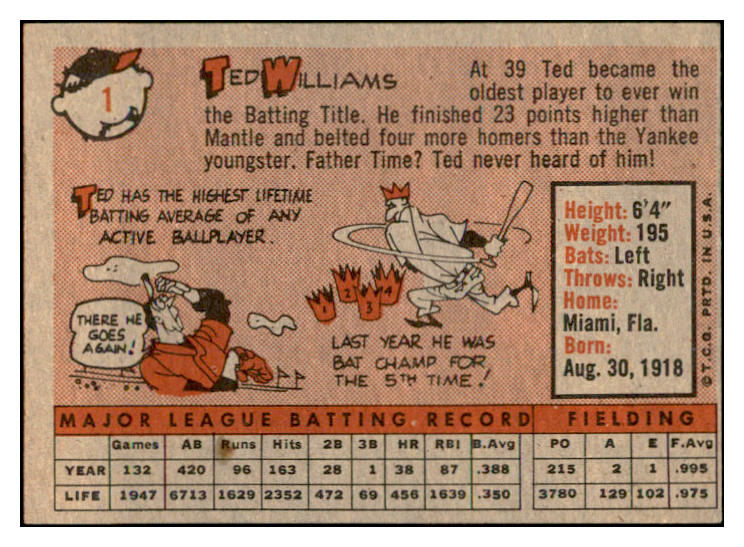 1
TED WILLIAMS
At 39 Ted became the
oldest player to ever win
the Batting Title. He finished 23 points higher than
Mantle and belted four more homers than the Yankee
youngster. Father Time? Ted never heard of him!
TED HAS THE HIGHEST LIFETIME
BATTING AVERAGE OF ANY
ACTIVE BALLPLAYER.
THERE HE
GOES
AGAIN!
1 2 3 4
LAST YEAR HE WAS
BAT CHAMP FOR
THE 5TH TIME!
Height: 6'4"
Weight: 195
Bats: Left
Throws: Right
Home:
Miami, Fla.
Born:
Aug. 30, 1918
© T.C.G. PRTD. IN U.S.A.
MAJOR LEAGUE BATTING RECORD FIELDING
Games AB Runs Hits 2B 3B HR RBI B.Avg PO A E F.Avg
YEAR 132 420 96 163 28 1 38 87 .388 215 2 1 .995
LIFE 1947 6713 1629 2352 472 69 456 1639 .350 3780 129 102 .975